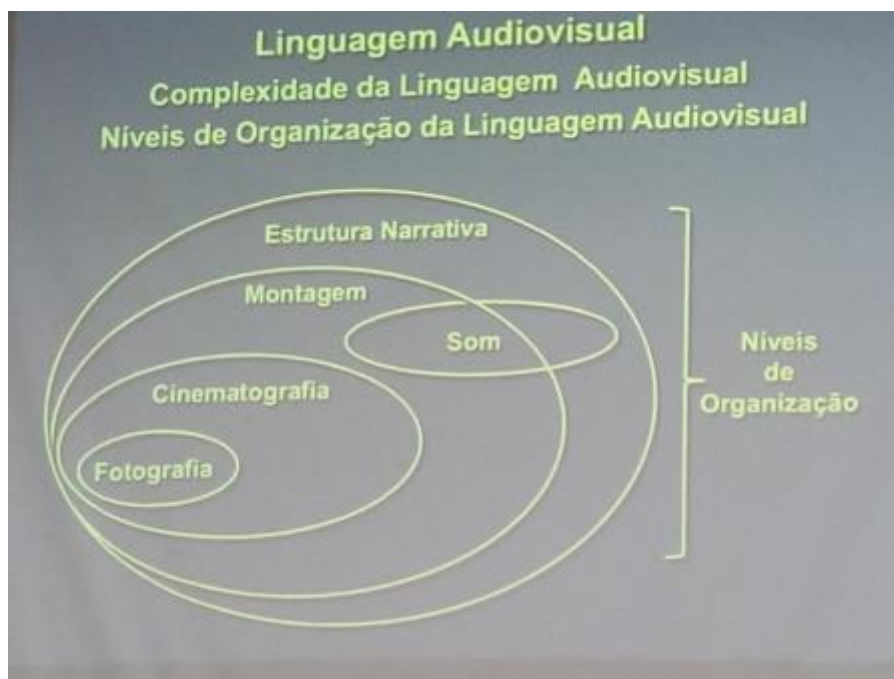 Linguagem Audiovisual
Complexidade da Linguagem Audiovisual
Níveis de Organização da Linguagem Audiovisual
Estrutura Narrativa
Montagem
Som
Cinematografia
Fotografia
Níveis
de
Organização